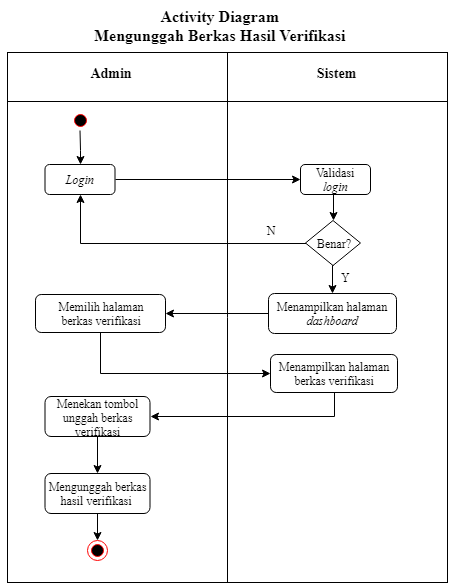 Activity Diagram
Mengunggah Berkas Hasil Verifikasi
Admin
Sistem
Login
Validasi
login
Benar?
N
Y
Menampilkan halaman
dashboard
Memilih halaman
berkas verifikasi
Menampilkan halaman
berkas verifikasi
Menekan tombol
unggah berkas
verifikasi
Mengunggah berkas
hasil verifikasi